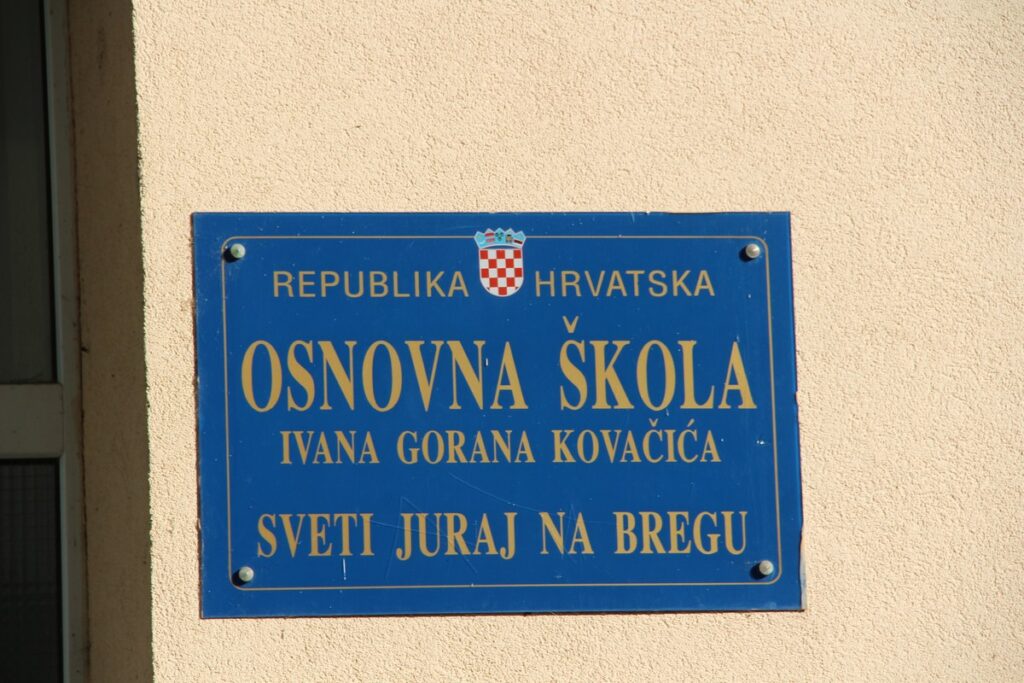 REPUBLIKA HRVATSKA
OSNOVNA ŠKOLA
IVANA GORANA KOVAČIĆA
SVETI JURAJ NA BREGU